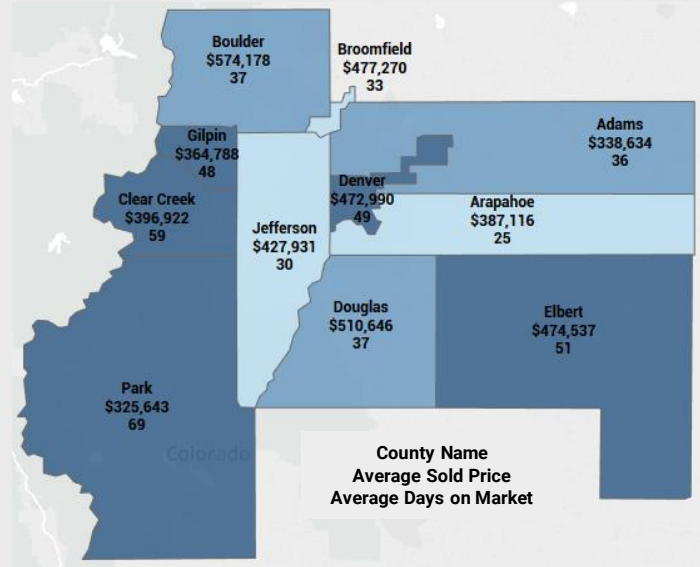 Boulder
$574,178
37
Broomfield
$477,270
33
Gilpin
$364,788
48
Adams
$338,634
36
Clear Creek
$396,922
59
Denver
$472,990
49
Arapahoe
$387,116
25
Jefferson
$427,931
30
Douglas
$510,646
37
Elbert
$474,537
51
Park
$325,643
69
Colorado
County Name
Average Sold Price
Average Days on Market